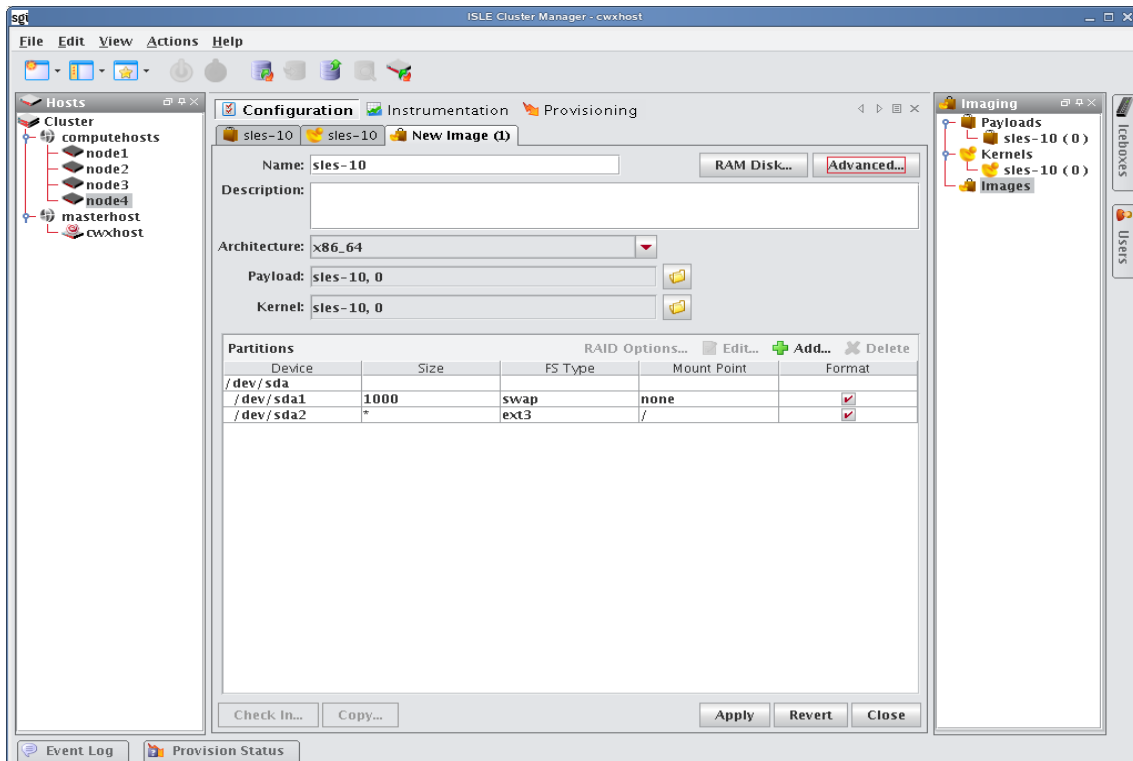 sgi ISLE Cluster Manager - cwxhost
File Edit View Actions Help
Hosts
Cluster
computehosts
node1
node2
node3
node4
masterhost
cwxhost
Configuration Instrumentation Provisioning
sles-10 sles-10 New Image (1)
Name: sles-10 RAM Disk... Advanced...
Description:
Architecture: x86_64
Payload: sles-10, 0
Kernel: sles-10, 0
Partitions RAID Options... Edit... Add... Delete
Device Size FS Type Mount Point Format
/dev/sda
/dev/sda1 1000 swap none
/dev/sda2 * ext3 /
Check In... Copy... Apply Revert Close
Imaging
Payloads
sles-10 (0)
Kernels
sles-10 (0)
Images
Iceboxes
Users
Event Log Provision Status